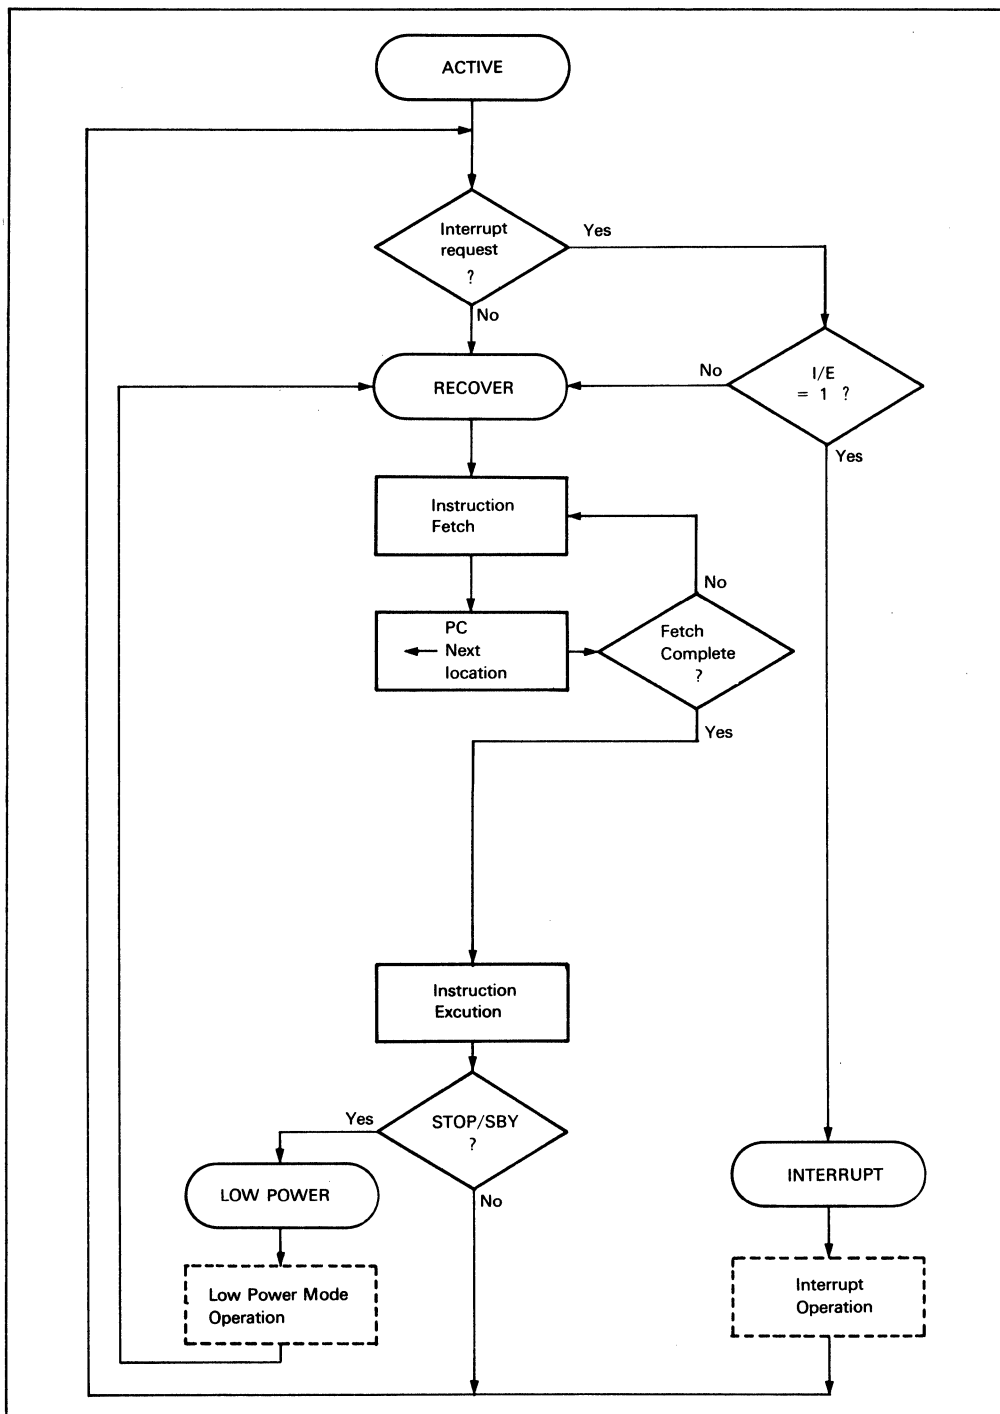 ACTIVE
Interrupt
request
?
Yes
No
RECOVER
No
I/E
= 1 ?
Yes
Instruction
Fetch
No
PC
Next
location
Fetch
Complete
?
Yes
Instruction
Excution
STOP/SBY
?
Yes
No
LOW POWER
INTERRUPT
Low Power Mode
Operation
Interrupt
Operation